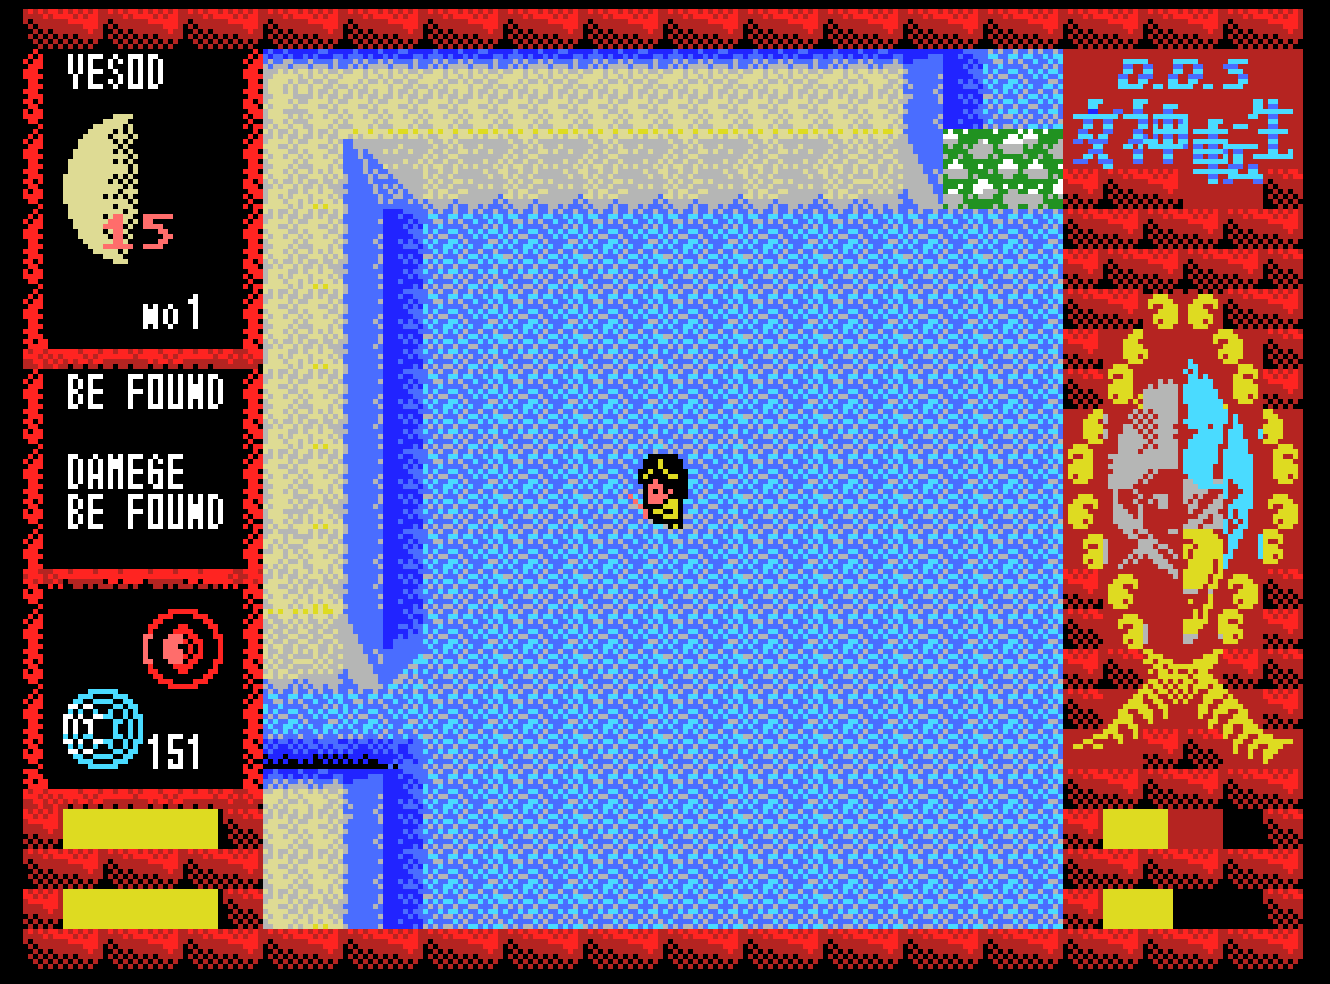 YESOD
15
No1
BE FOUND
DAMEGE
BE FOUND
151
D.D.S
女神転生